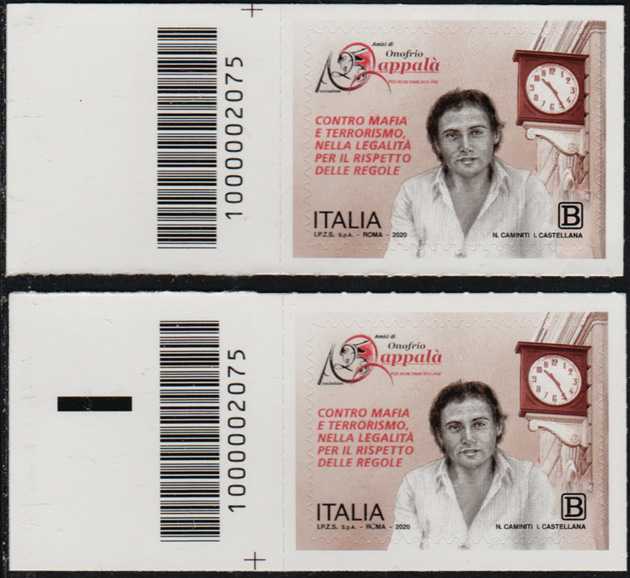 1000002075
Amici di
Onofrio
Zappalà
CONTRO MAFIA
E TERRORISMO,
NELLA LEGALITÀ
PER IL RISPETTO
DELLE REGOLE
ITALIA
I.P.Z.S. S.p.A. - ROMA - 2020
B
N. CAMINITI I. CASTELLANA
1000002075
Amici di
Onofrio
Zappalà
CONTRO MAFIA
E TERRORISMO,
NELLA LEGALITÀ
PER IL RISPETTO
DELLE REGOLE
ITALIA
I.P.Z.S. S.p.A. - ROMA - 2020
B
N. CAMINITI I. CASTELLANA